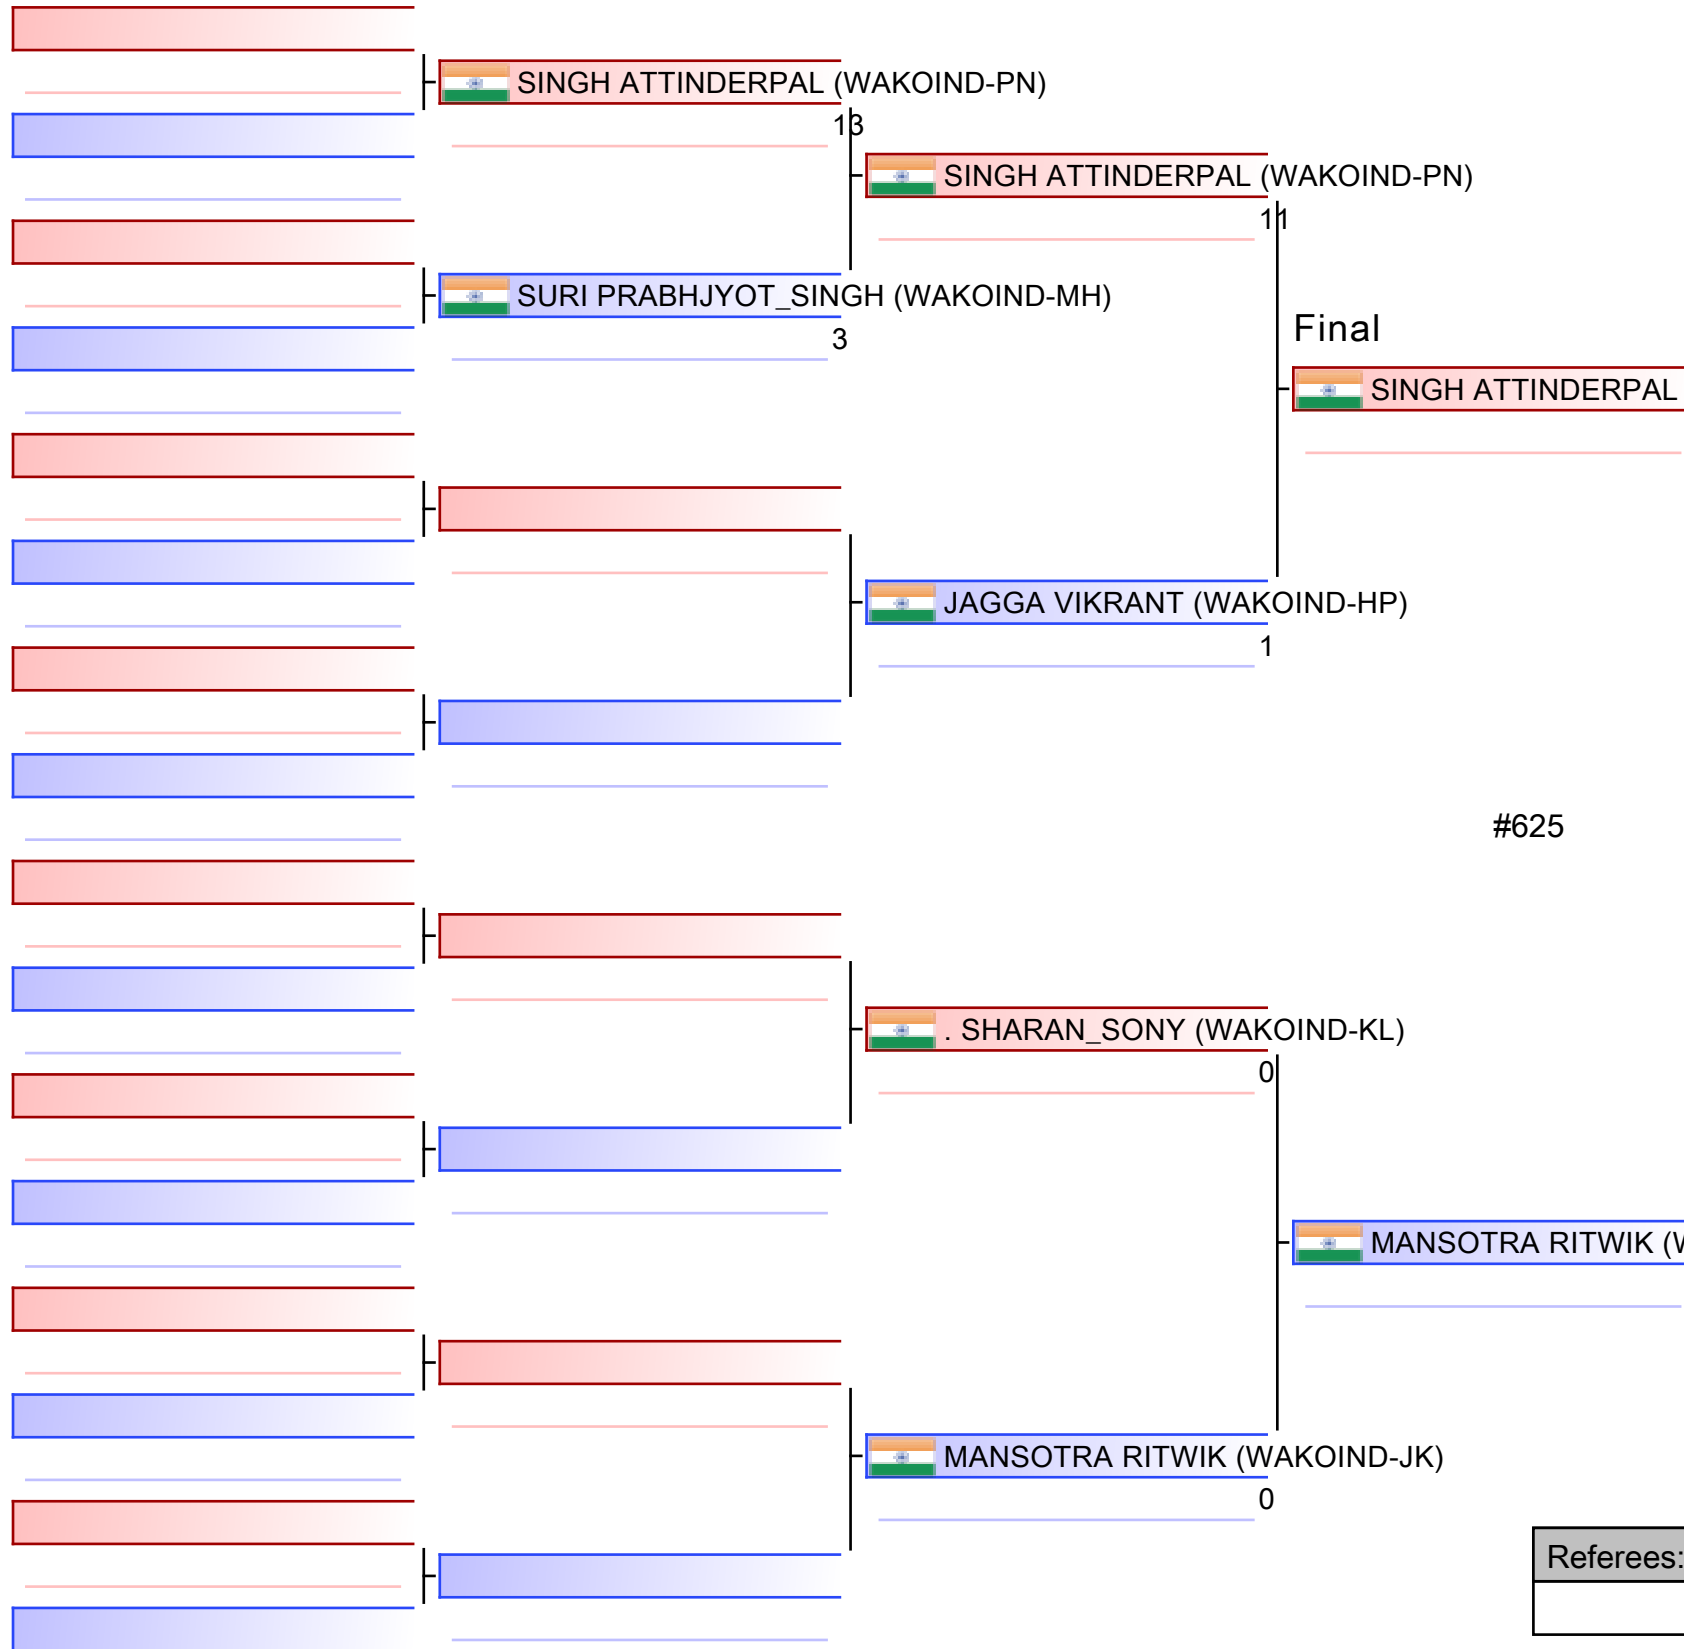 SINGH ATTINDERPAL (WAKOIND-PN)
13
SINGH ATTINDERPAL (WAKOIND-PN)
11
SURI PRABHJYOT_SINGH (WAKOIND-MH)
3
Final
SINGH ATTINDERPAL
JAGGA VIKRANT (WAKOIND-HP)
1
#625
. SHARAN_SONY (WAKOIND-KL)
0
MANSOTRA RITWIK (W
MANSOTRA RITWIK (WAKOIND-JK)
0
Referees: